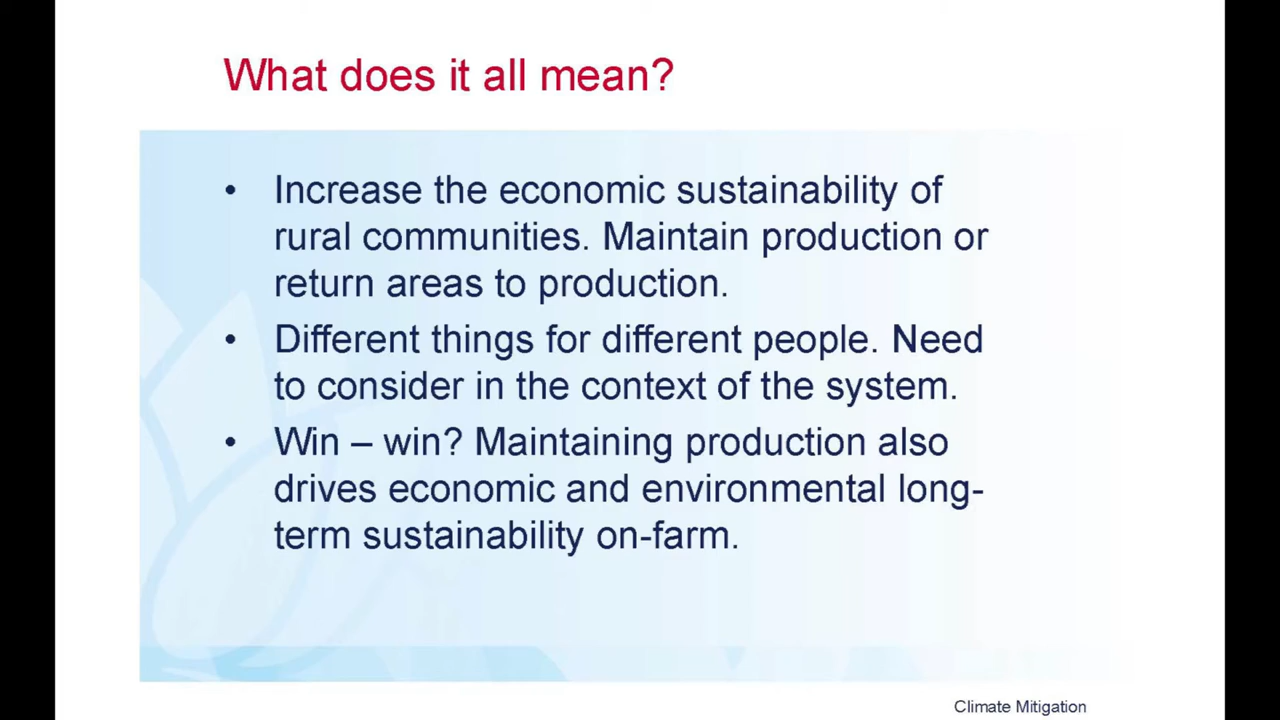 What does it all mean?
• Increase the economic sustainability of
rural communities. Maintain production or
return areas to production.
• Different things for different people. Need
to consider in the context of the system.
• Win – win? Maintaining production also
drives economic and environmental long-
term sustainability on-farm.
Climate Mitigation